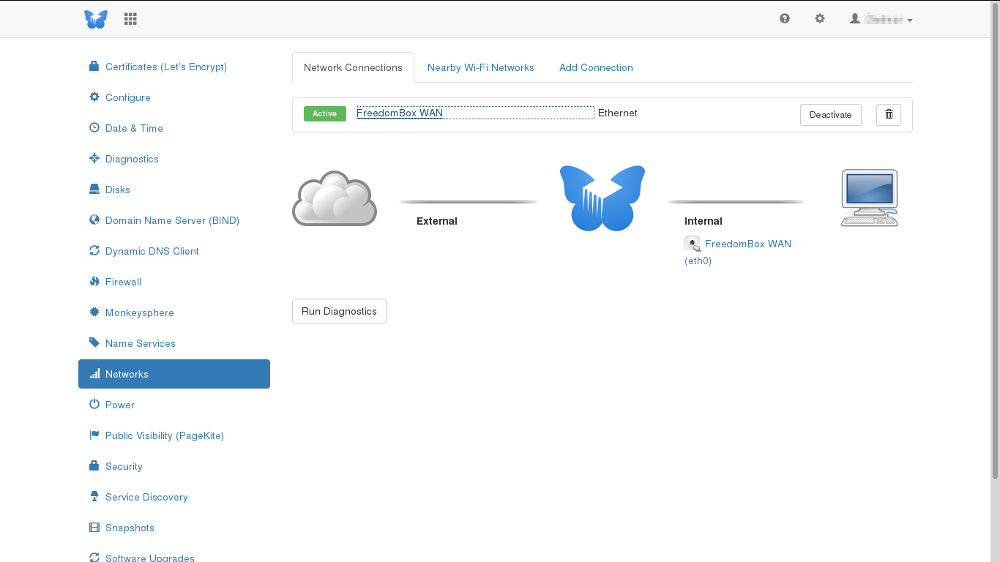 Certificates (Let's Encrypt)
Configure
Date & Time
Diagnostics
Disks
Domain Name Server (BIND)
Dynamic DNS Client
Firewall
Monkeysphere
Name Services
Networks
Power
Public Visibility (PageKite)
Security
Service Discovery
Snapshots
Software Upgrades
Network Connections
Nearby Wi-Fi Networks
Add Connection
Active FreedomBox WAN Ethernet Deactivate
External
Internal
FreedomBox WAN
(eth0)
Run Diagnostics